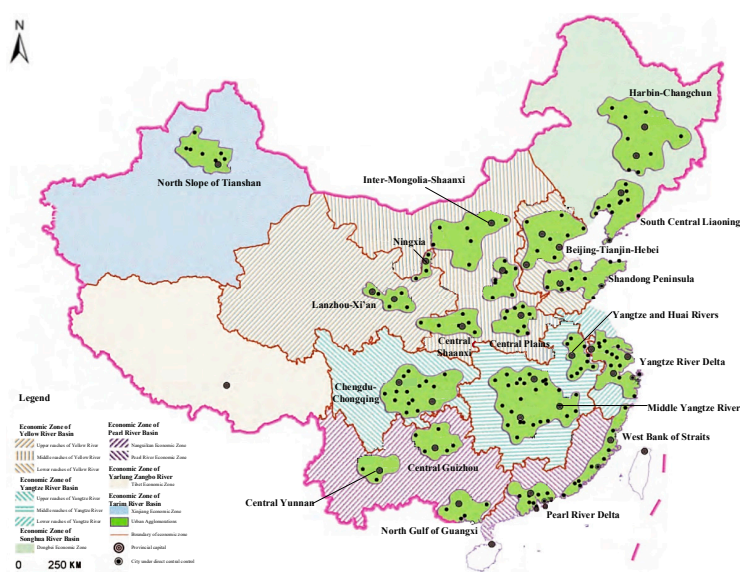 N
Harbin-Changchun
North Slope of Tianshan
Inter-Mongolia-Shaanxi
South Central Liaoning
Ningxia
Beijing-Tianjin-Hebei
Shandong Peninsula
Lanzhou-Xi'an
Yangtze and Huai Rivers
Central
Shaanxi
Central Plains
Yangtze River Delta
Chengdu-
Chongqing
Middle Yangtze River
West Bank of Straits
Central Guizhou
Central Yunnan
North Gulf of Guangxi
Pearl River Delta
Legend
Economic Zone of
Yellow River Basin
Upper reaches of Yellow River
Middle reaches of Yellow River
Lower reaches of Yellow River
Economic Zone of
Yangtze River Basin
Upper reaches of Yangtze River
Middle reaches of Yangtze River
Lower reaches of Yangtze River
Economic Zone of
Songhua River Basin
Dongbei Economic Zone
Economic Zone of
Pearl River Basin
Economic Zone
Pearl River Economic Zone
Economic Zone of
Yarlung Zangbo River
Tibet Economic Zone
Economic Zone of
Tarim River Basin
Xinjiang Economic Zone
Urban Agglomerations
Boundary of economic zone
Provincial capital
City under direct control control
0 250 KM